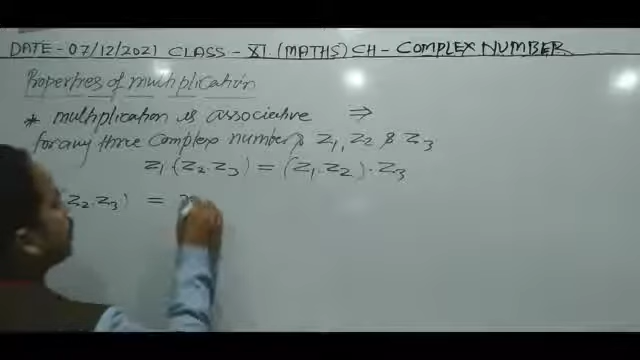 DATE - 07/12/2021 CLASS - XI (MATHS) CH - COMPLEX NUMBER
Properties of multiplication
* multiplication is associative ⇒
for any three complex numbers z₁, z₂ & z₃
z₁ (z₂ . z₃) = (z₁ . z₂) . z₃
(z₂ . z₃) =